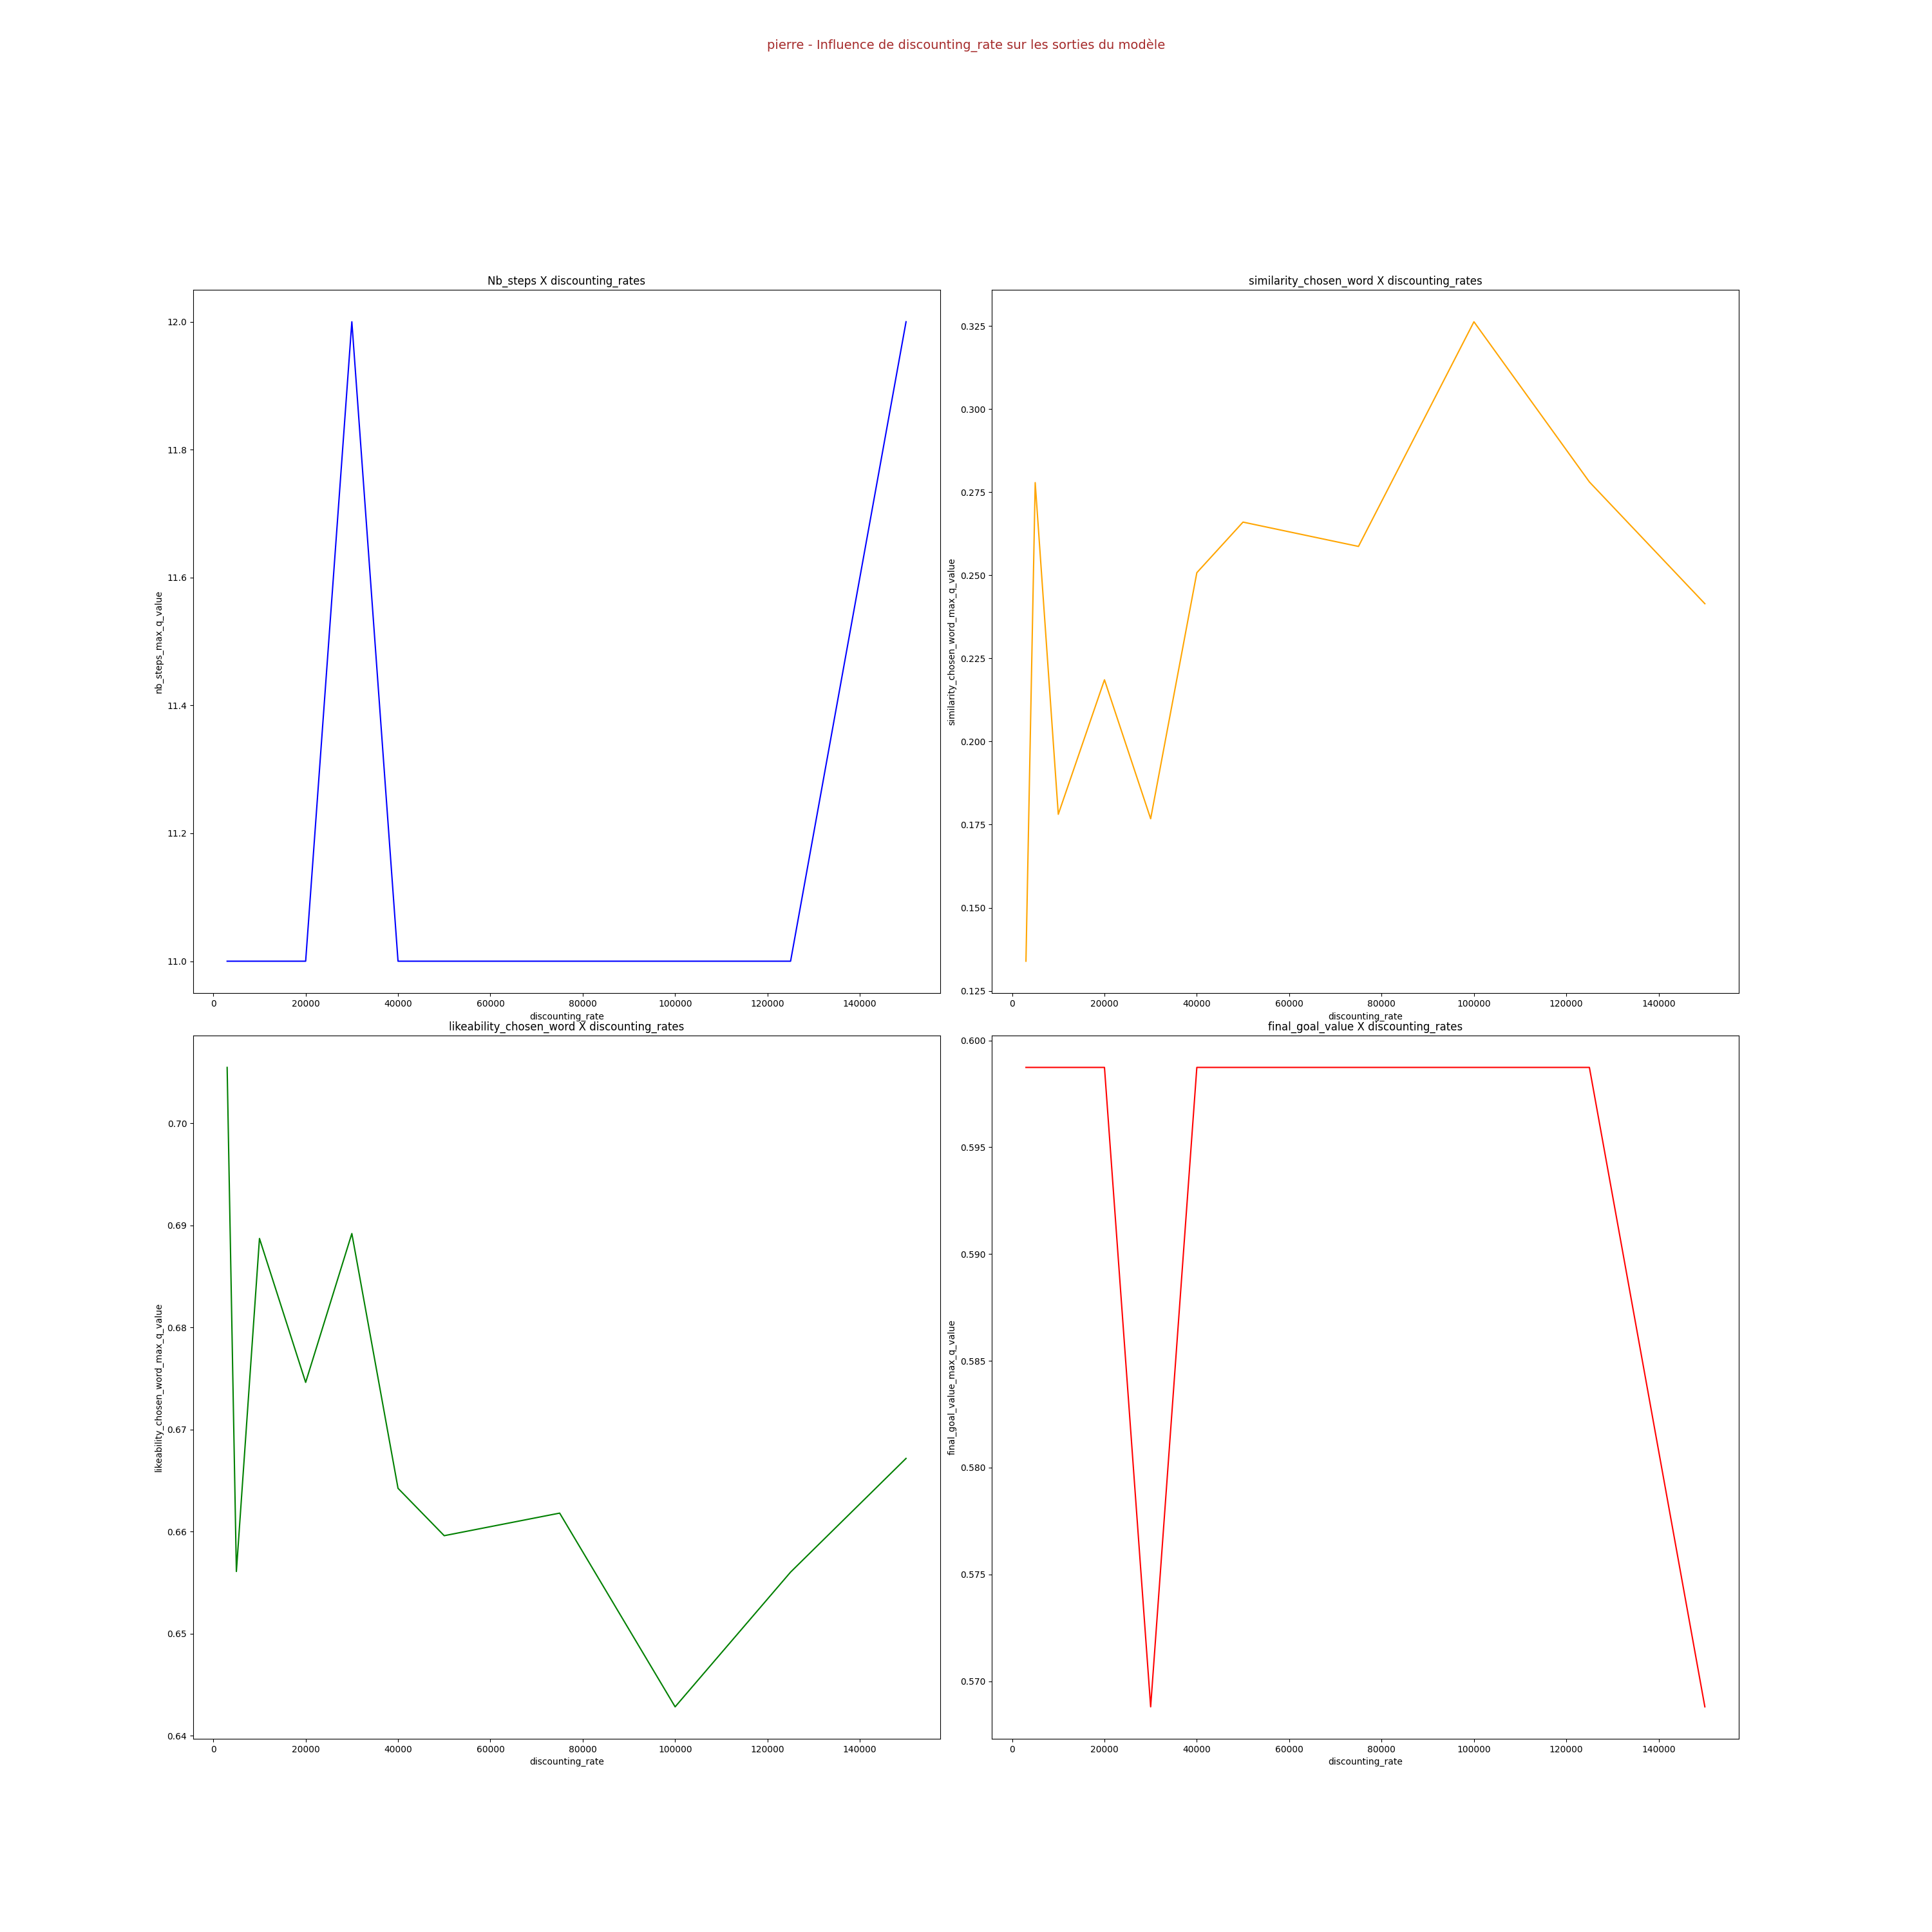 pierre - Influence de discounting_rate sur les sorties du modèle
Nb_steps X discounting_rates
12.0
11.8
11.6
11.4
11.2
11.0
nb_steps_max_q_value
0 20000 40000 60000 80000 100000 120000 140000
discounting_rate
similarity_chosen_word X discounting_rates
0.325
0.300
0.275
0.250
0.225
0.200
0.175
0.150
0.125
similarity_chosen_word_max_q_value
0 20000 40000 60000 80000 100000 120000 140000
discounting_rate
likeability_chosen_word X discounting_rates
0.70
0.69
0.68
0.67
0.66
0.65
0.64
likeability_chosen_word_max_q_value
0 20000 40000 60000 80000 100000 120000 140000
discounting_rate
final_goal_value X discounting_rates
0.600
0.595
0.590
0.585
0.580
0.575
0.570
final_goal_value_max_q_value
0 20000 40000 60000 80000 100000 120000 140000
discounting_rate